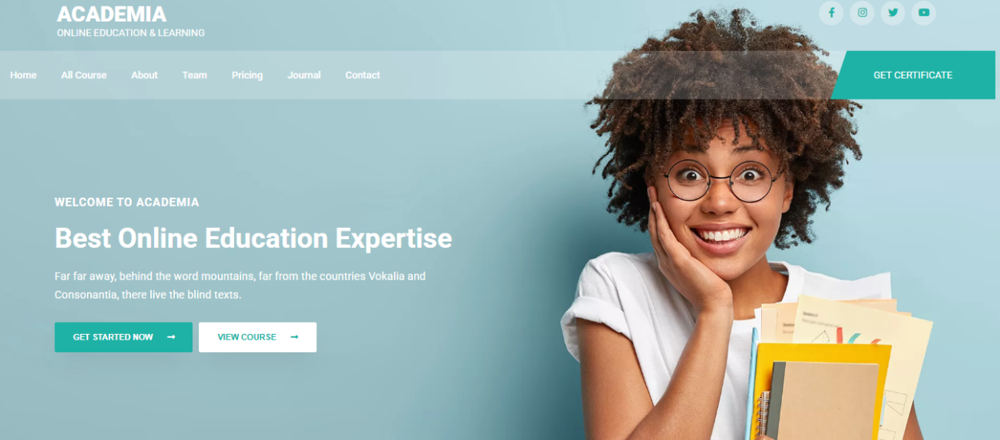 ACADEMIA
ONLINE EDUCATION & LEARNING
Home All Course About Team Pricing Journal Contact
GET CERTIFICATE
WELCOME TO ACADEMIA
Best Online Education Expertise
Far far away, behind the word mountains, far from the countries Vokalia and
Consonantia, there live the blind texts.
GET STARTED NOW
VIEW COURSE